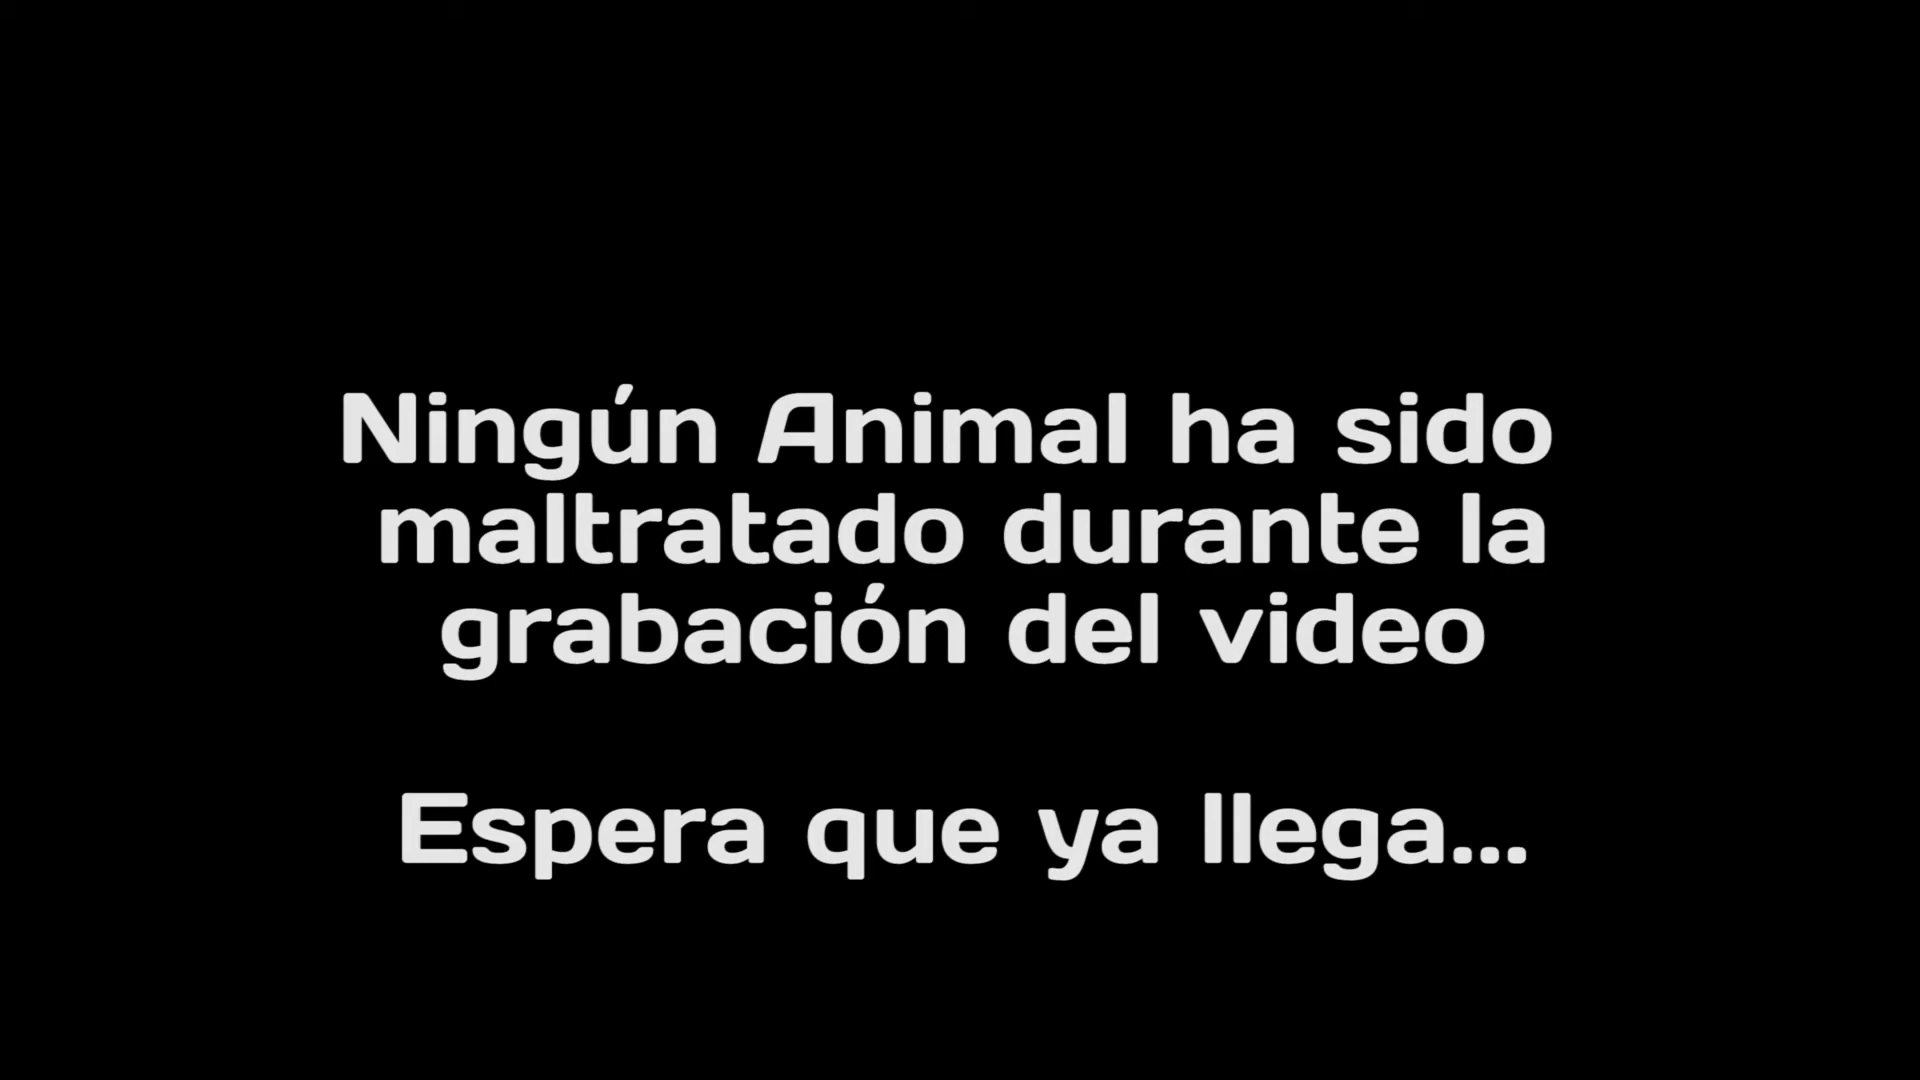 Ningún Animal ha sido
maltratado durante la
grabación del video
Espera que ya llega...